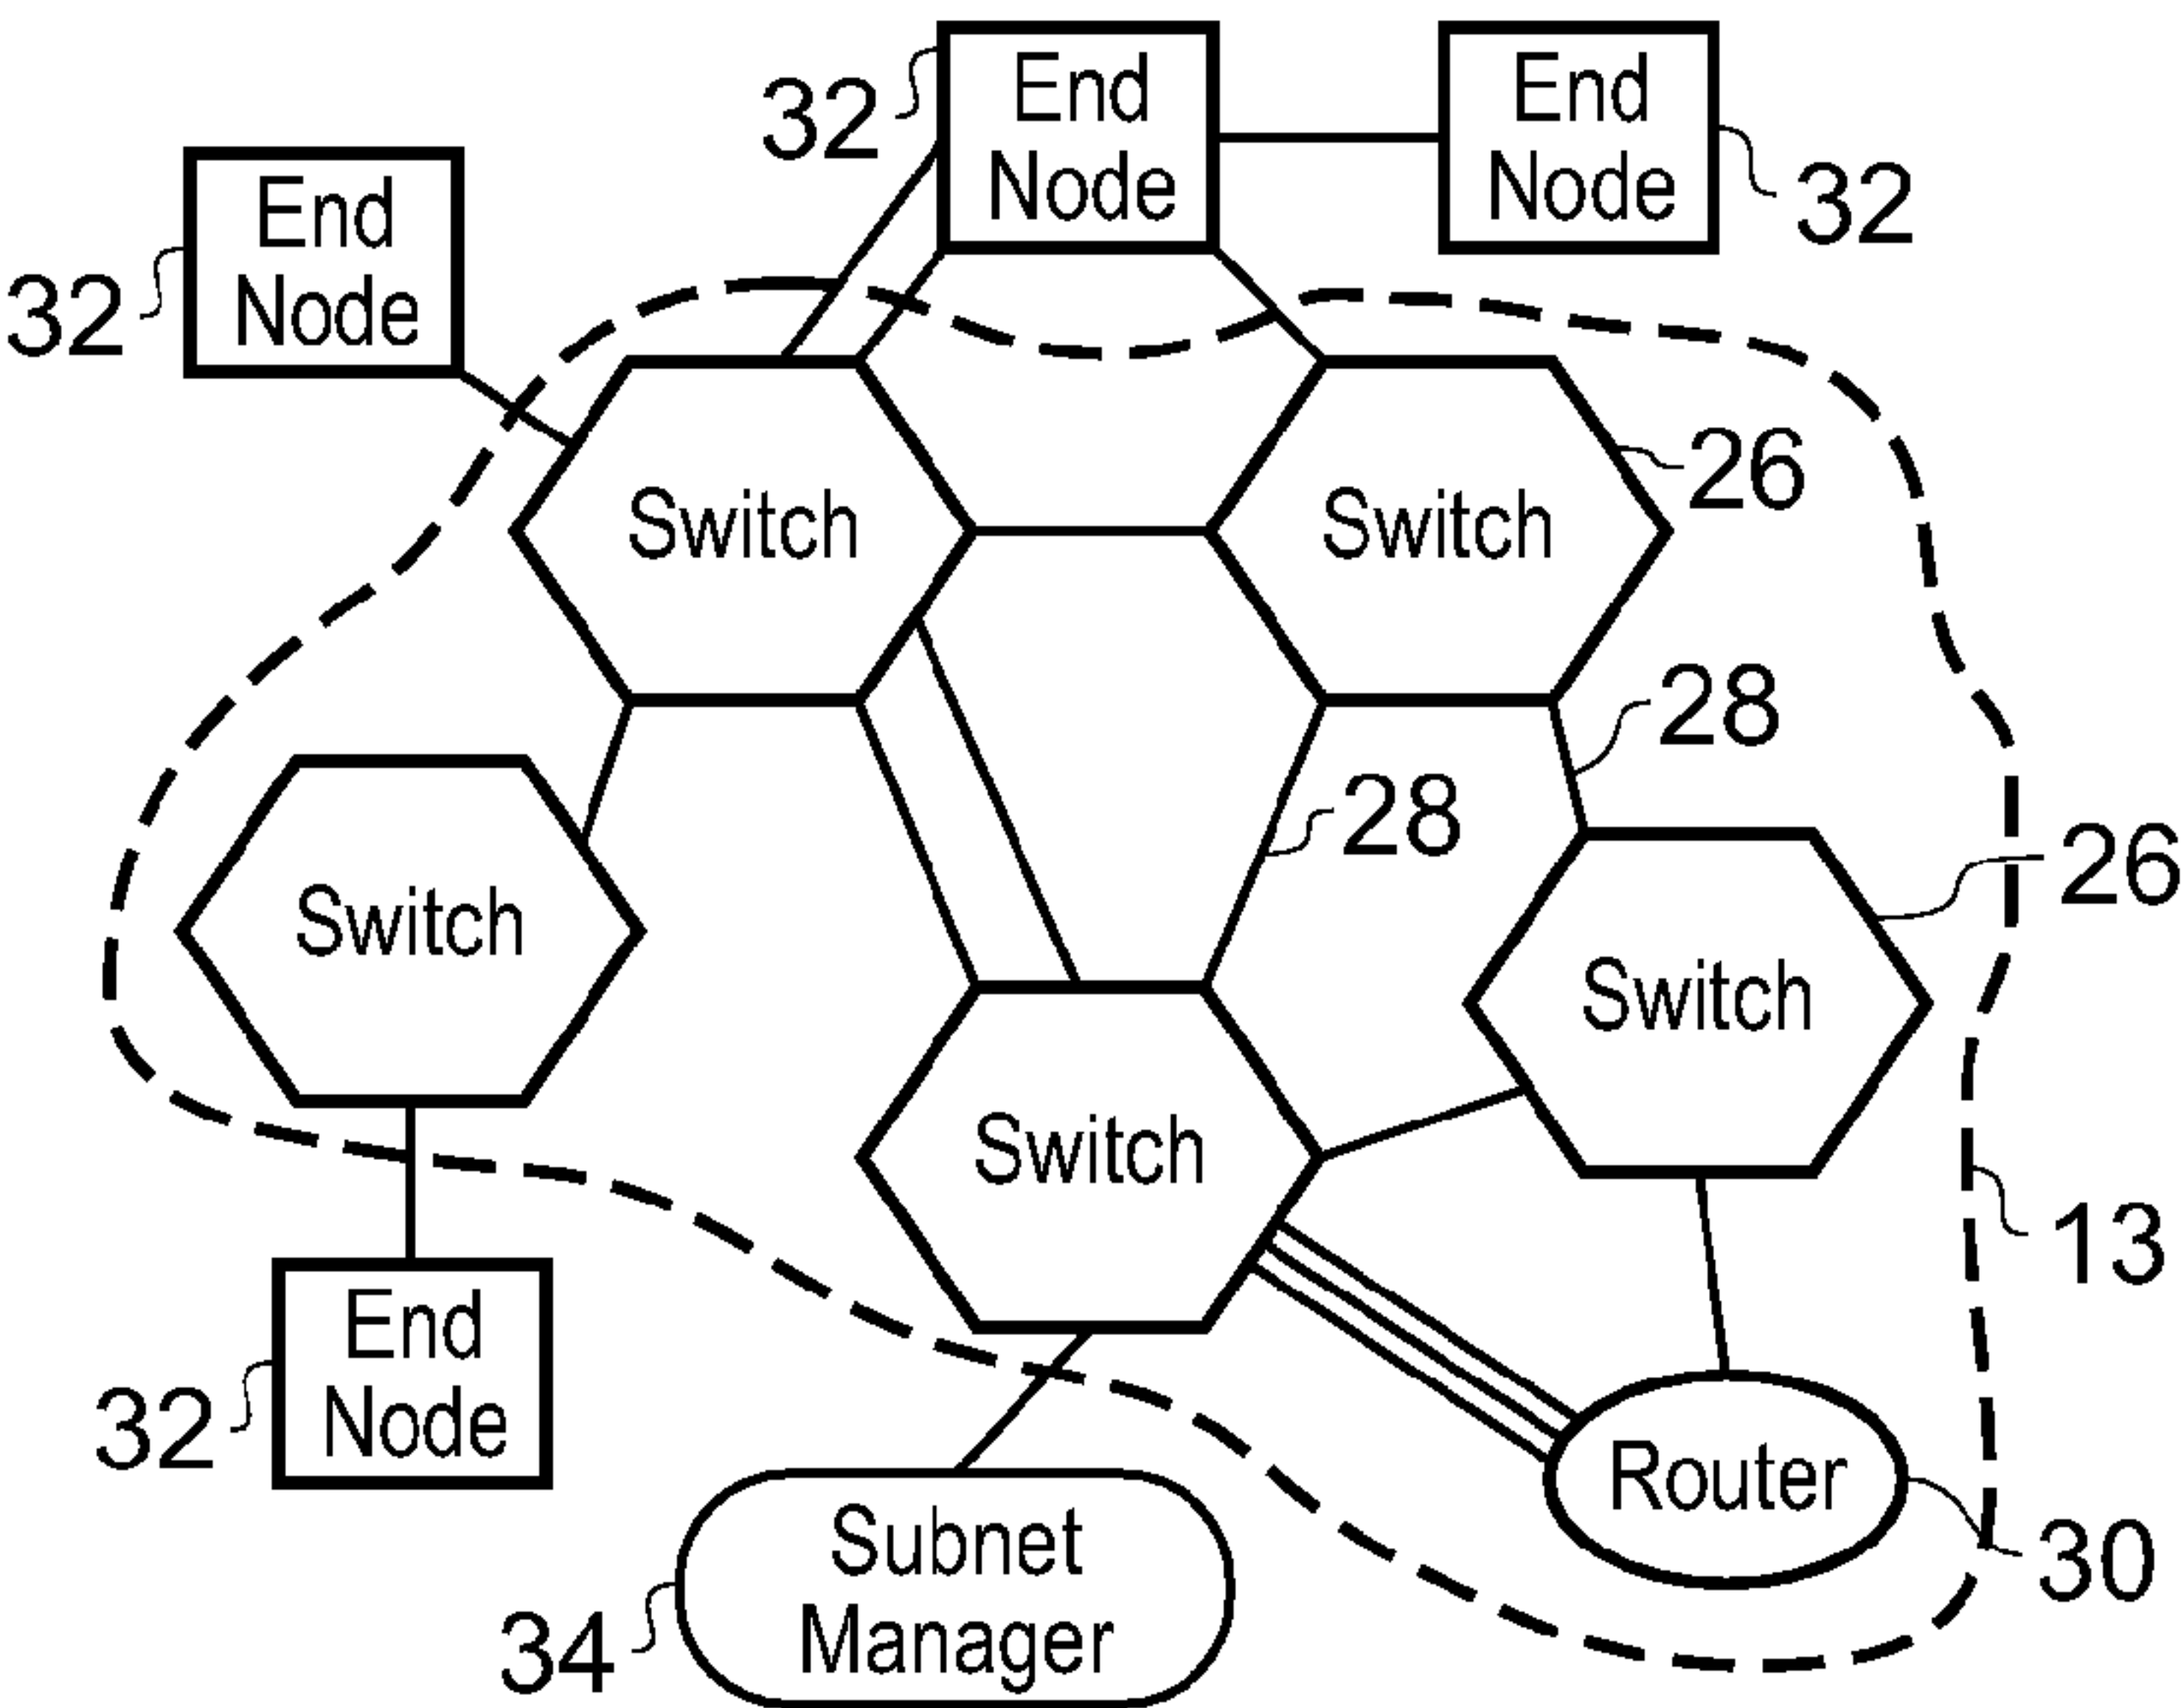 32
End
Node
End
Node
32
End
Node
32
Switch
Switch
26
28
28
26
Switch
Switch
Switch
13
End
Node
32
Router
30
Subnet
Manager
34